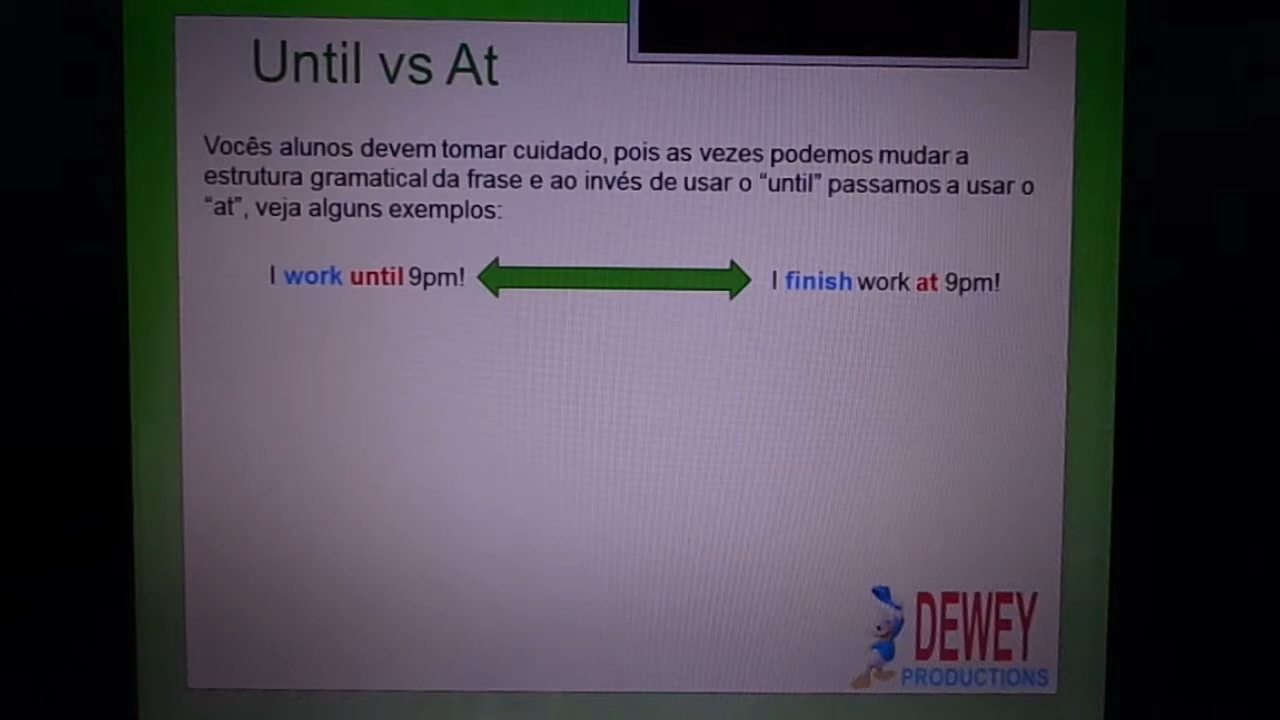 Until vs At
Vocês alunos devem tomar cuidado, pois as vezes podemos mudar a
estrutura gramatical da frase e ao invés de usar o “until” passamos a usar o
“at”, veja alguns exemplos:
I work until 9pm! I finish work at 9pm!
DEWEY
PRODUCTIONS